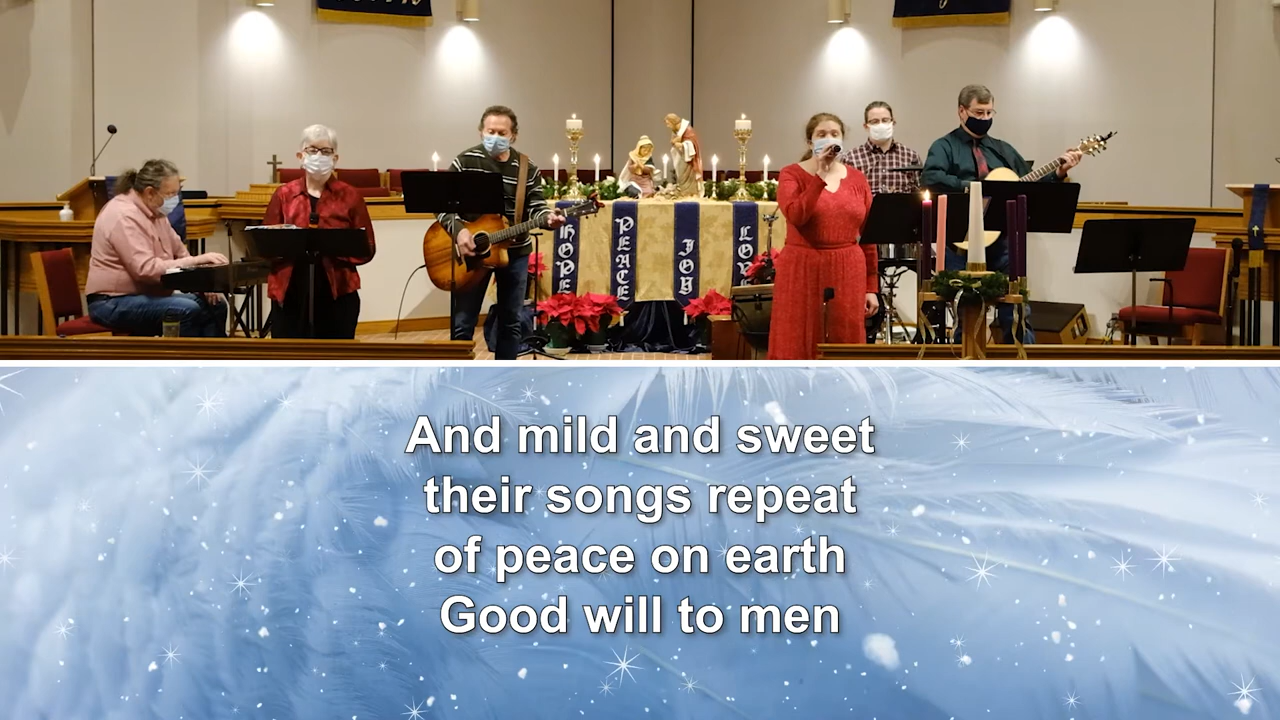 HOPE
PEACE
JOY
LOVE
And mild and sweet
their songs repeat
of peace on earth
Good will to men